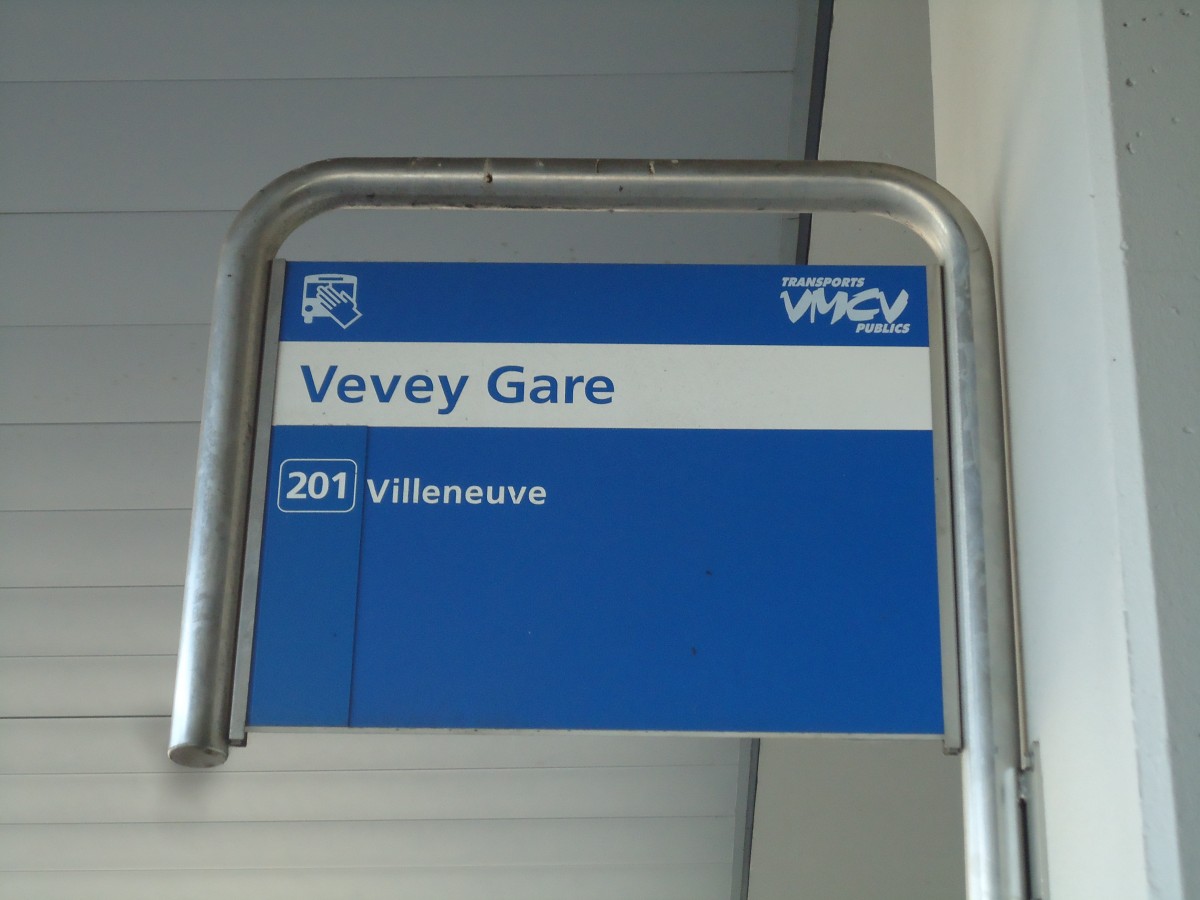 TRANSPORTS
VMCV
PUBLICS
Vevey Gare
201 Villeneuve